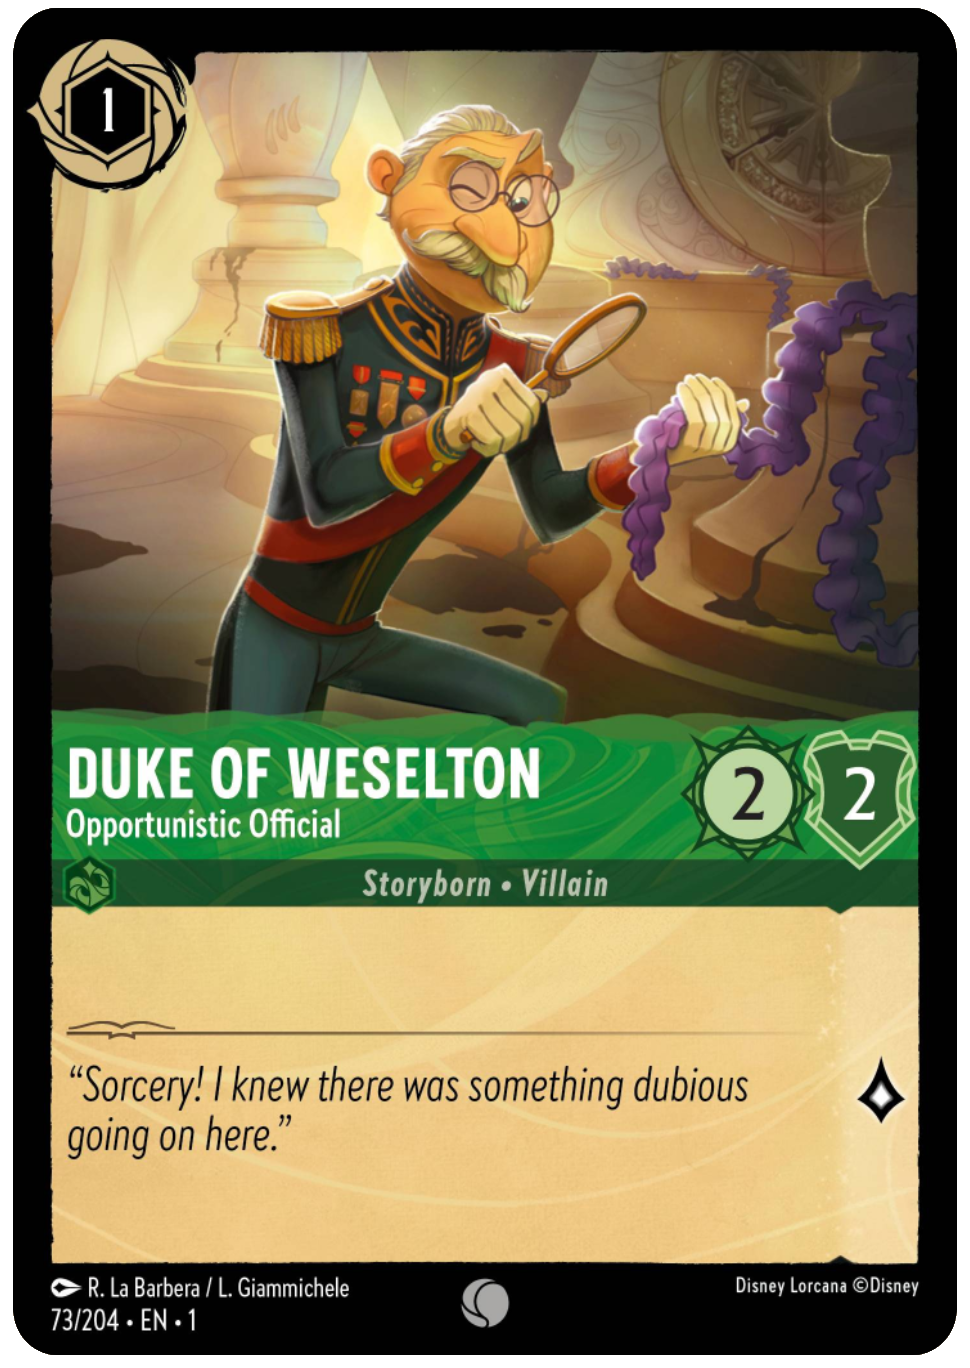 1
DUKE OF WESELTON
Opportunistic Official
2
2
Storyborn • Villain
“Sorcery! I knew there was something dubious
going on here.”
R. La Barbera / L. Giammichele
Disney Lorcana ©Disney
73/204 • EN • 1